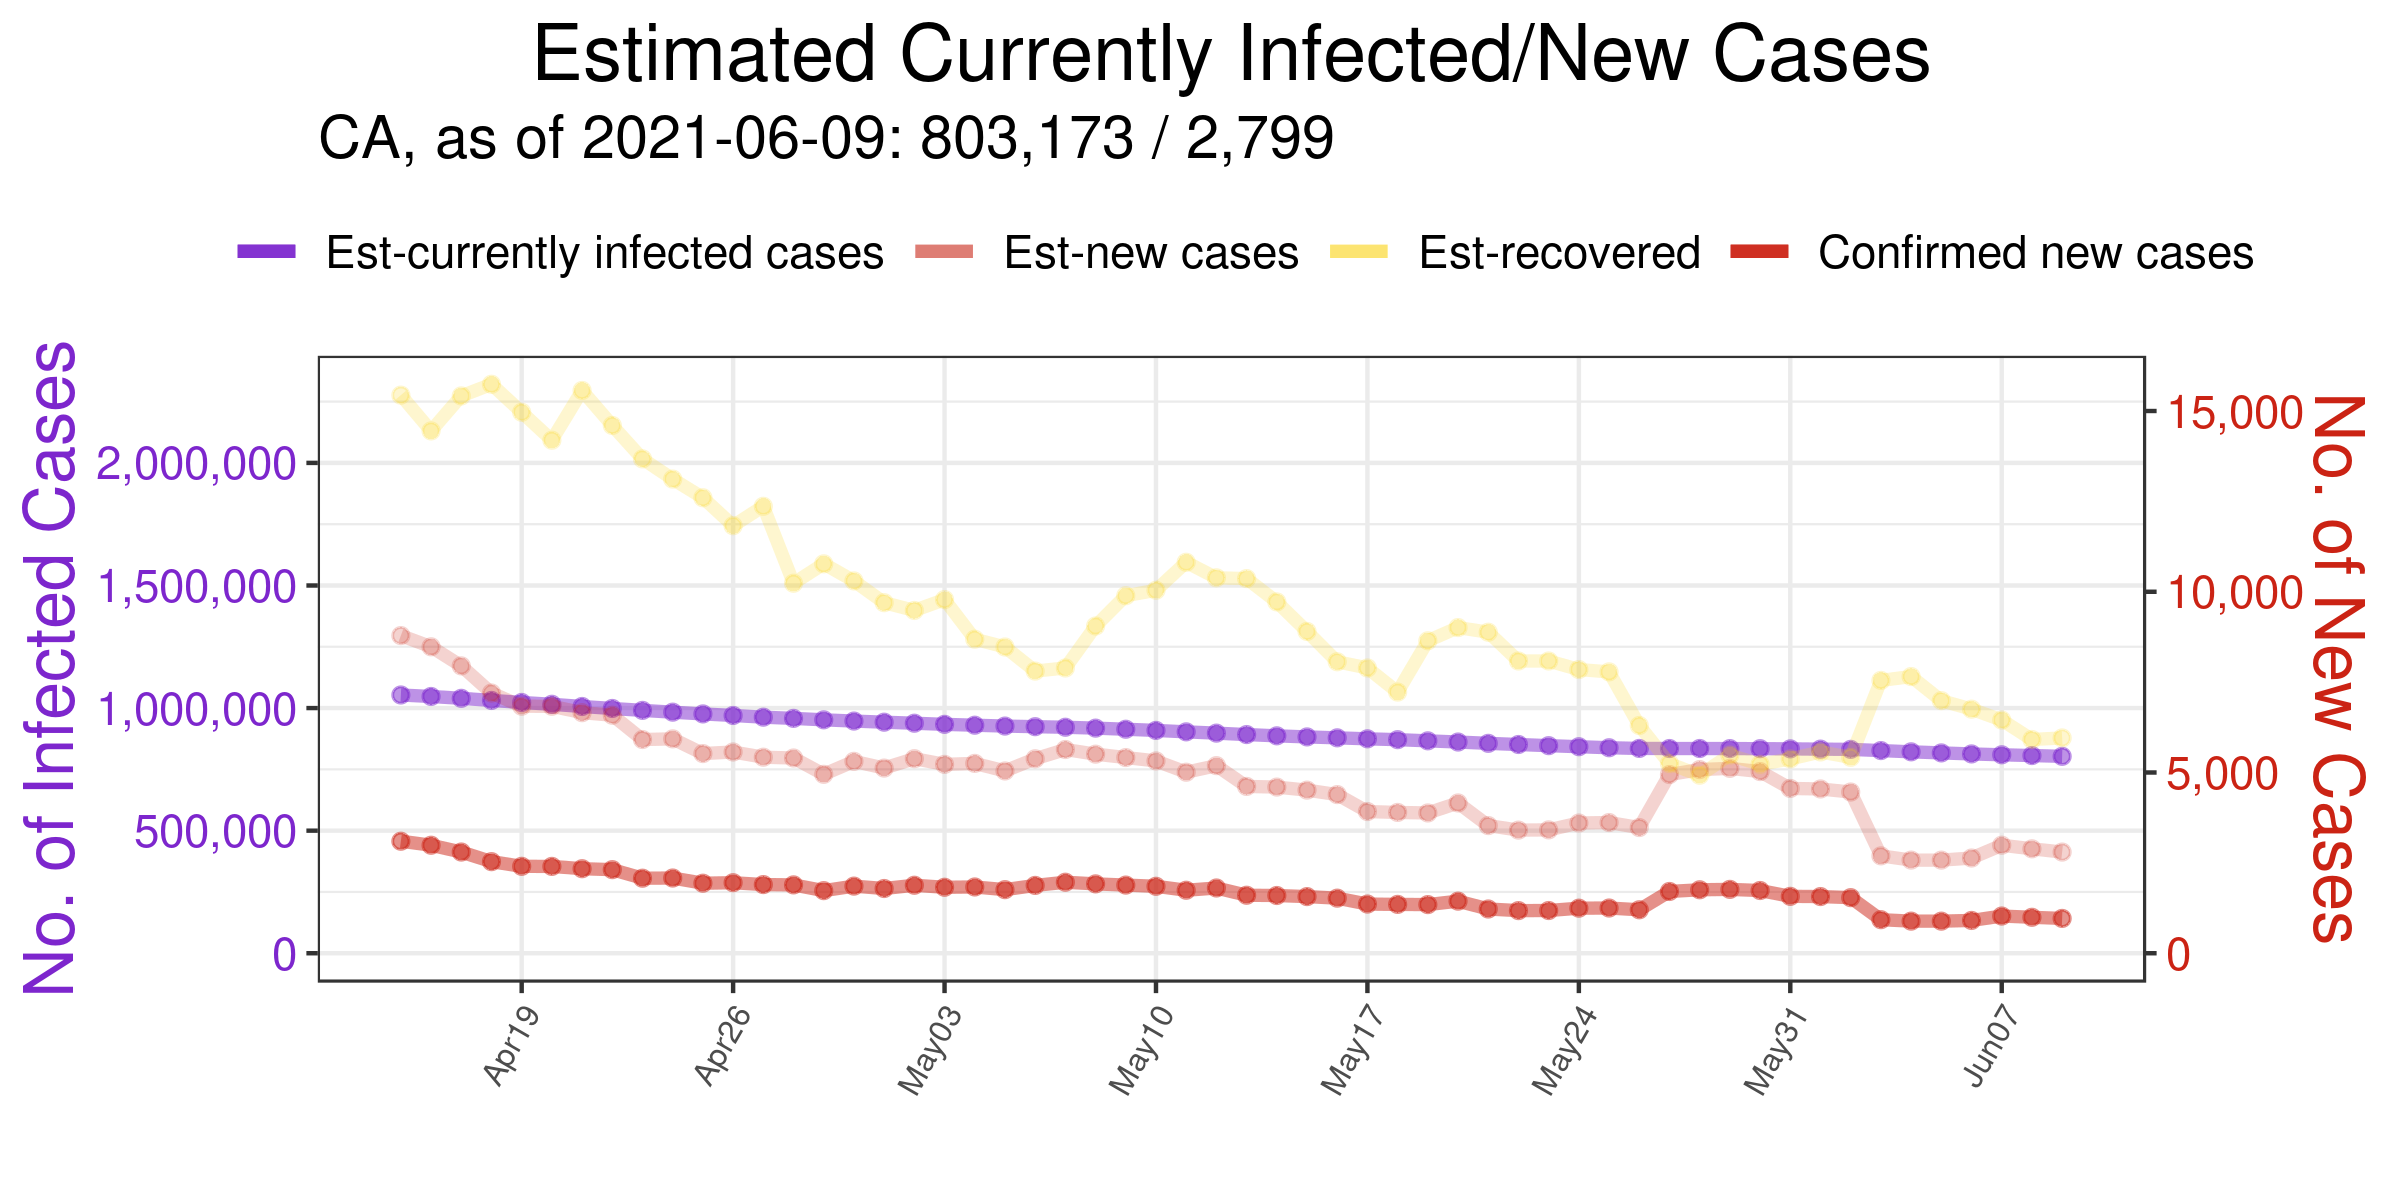 Estimated Currently Infected/New Cases
CA, as of 2021-06-09: 803,173 / 2,799
Est-currently infected cases Est-new cases Est-recovered Confirmed new cases
No. of Infected Cases
2,000,000
1,500,000
1,000,000
500,000
0
15,000
10,000
5,000
0
No. of New Cases
Apr19 Apr26 May03 May10 May17 May24 May31 Jun07